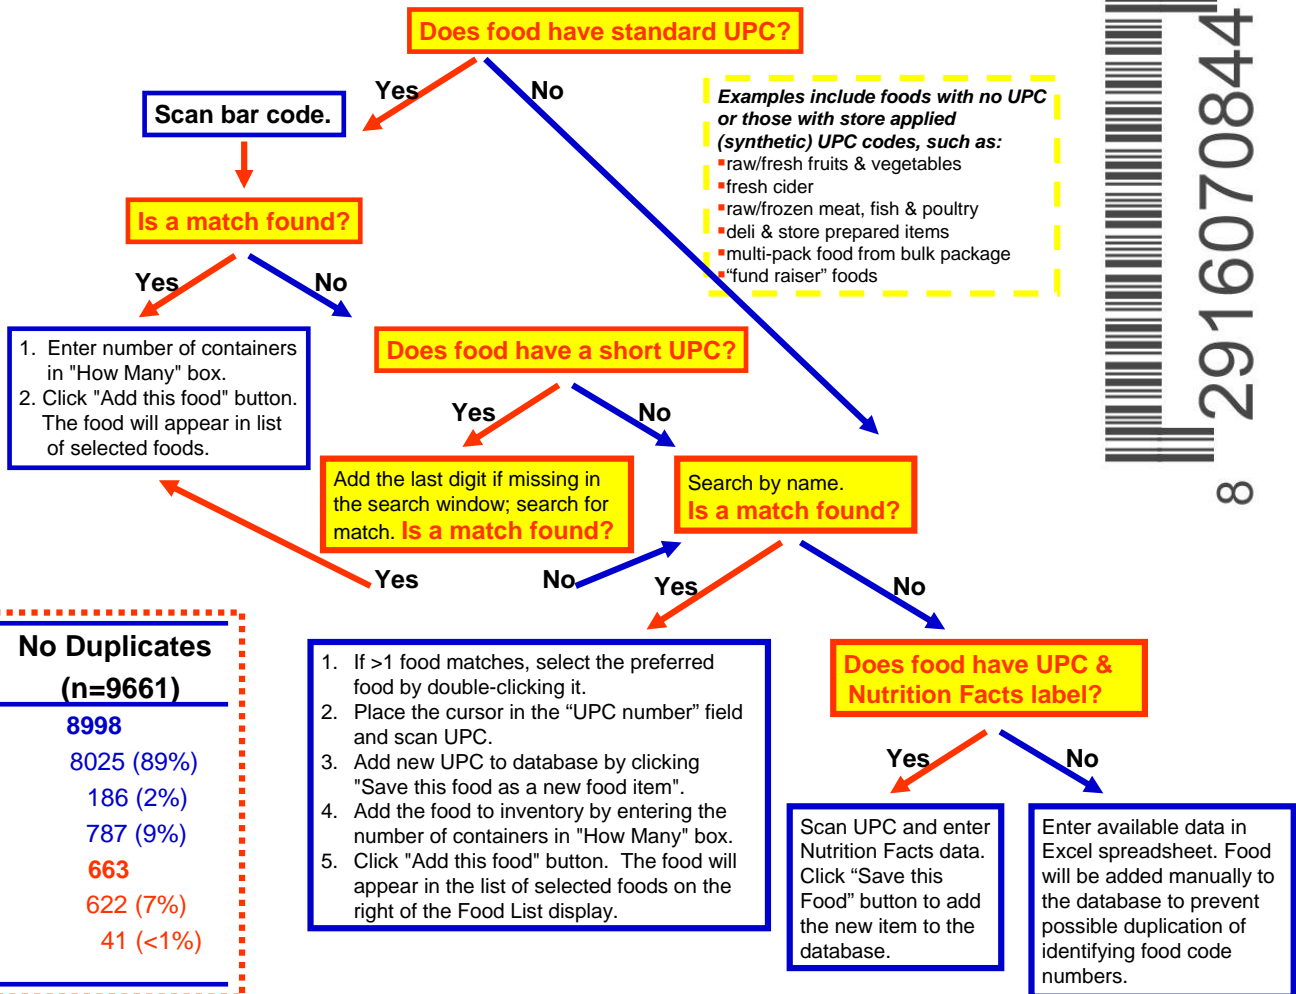 Does food have standard UPC?
Yes
No
Scan bar code.
Examples include foods with no UPC
or those with store applied
(synthetic) UPC codes, such as:
▪raw/fresh fruits & vegetables
▪fresh cider
▪raw/frozen meat, fish & poultry
▪deli & store prepared items
▪multi-pack food from bulk package
▪“fund raiser” foods
8 29160 70844
Is a match found?
Yes
No
1. Enter number of containers
in "How Many" box.
2. Click "Add this food" button.
The food will appear in list
of selected foods.
Does food have a short UPC?
Yes
No
Add the last digit if missing in
the search window; search for
match. Is a match found?
Search by name.
Is a match found?
Yes
No
Yes
No
No Duplicates
(n=9661)
8998
8025 (89%)
186 (2%)
787 (9%)
663
622 (7%)
41 (<1%)
1. If >1 food matches, select the preferred
food by double-clicking it.
2. Place the cursor in the “UPC number” field
and scan UPC.
3. Add new UPC to database by clicking
"Save this food as a new food item".
4. Add the food to inventory by entering the
number of containers in "How Many" box.
5. Click "Add this food" button. The food will
appear in the list of selected foods on the
right of the Food List display.
Does food have UPC &
Nutrition Facts label?
Yes
No
Scan UPC and enter
Nutrition Facts data.
Click “Save this
Food” button to add
the new item to the
database.
Enter available data in
Excel spreadsheet. Food
will be added manually to
the database to prevent
possible duplication of
identifying food code
numbers.